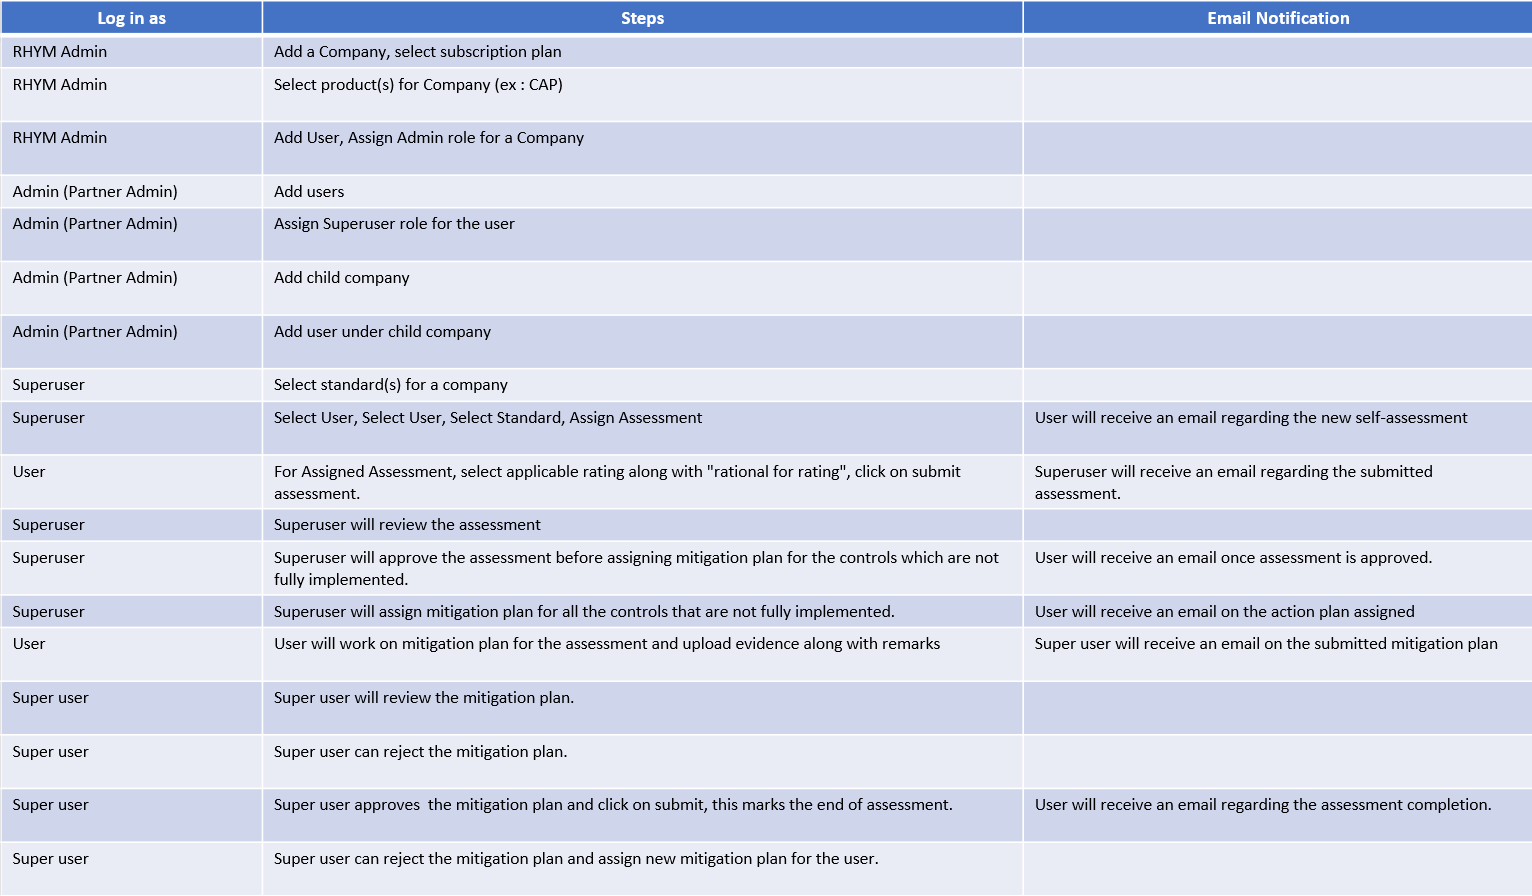 Log in as Steps Email Notification
RHYM Admin Add a Company, select subscription plan
RHYM Admin Select product(s) for Company (ex : CAP)
RHYM Admin Add User, Assign Admin role for a Company
Admin (Partner Admin) Add users
Admin (Partner Admin) Assign Superuser role for the user
Admin (Partner Admin) Add child company
Admin (Partner Admin) Add user under child company
Superuser Select standard(s) for a company
Superuser Select User, Select User, Select Standard, Assign Assessment User will receive an email regarding the new self-assessment
User For Assigned Assessment, select applicable rating along with "rational for rating", click on submit Superuser will receive an email regarding the submitted
assessment. assessment.
Superuser Superuser will review the assessment
Superuser Superuser will approve the assessment before assigning mitigation plan for the controls which are not User will receive an email once assessment is approved.
fully implemented.
Superuser Superuser will assign mitigation plan for all the controls that are not fully implemented. User will receive an email on the action plan assigned
User User will work on mitigation plan for the assessment and upload evidence along with remarks Super user will receive an email on the submitted mitigation plan
Super user Super user will review the mitigation plan.
Super user Super user can reject the mitigation plan.
Super user Super user approves  the mitigation plan and click on submit, this marks the end of assessment. User will receive an email regarding the assessment completion.
Super user Super user can reject the mitigation plan and assign new mitigation plan for the user.